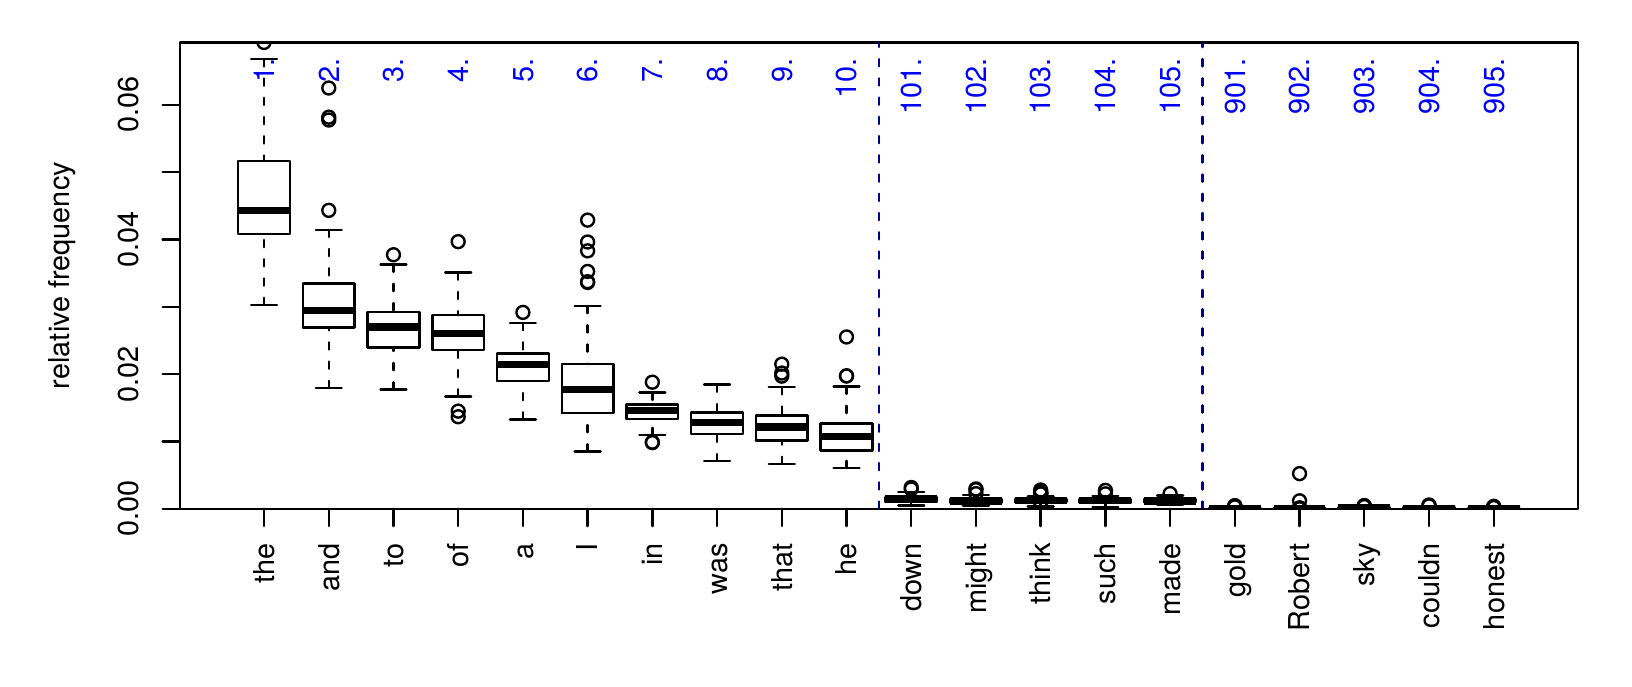 1. 2. 3. 4. 5. 6. 7. 8. 9. 10. 101. 102. 103. 104. 105. 901. 902. 903. 904. 905.
relative frequency
0.06
0.04
0.02
0.00
the and to of a I in was that he down might think such made gold Robert sky couldn honest